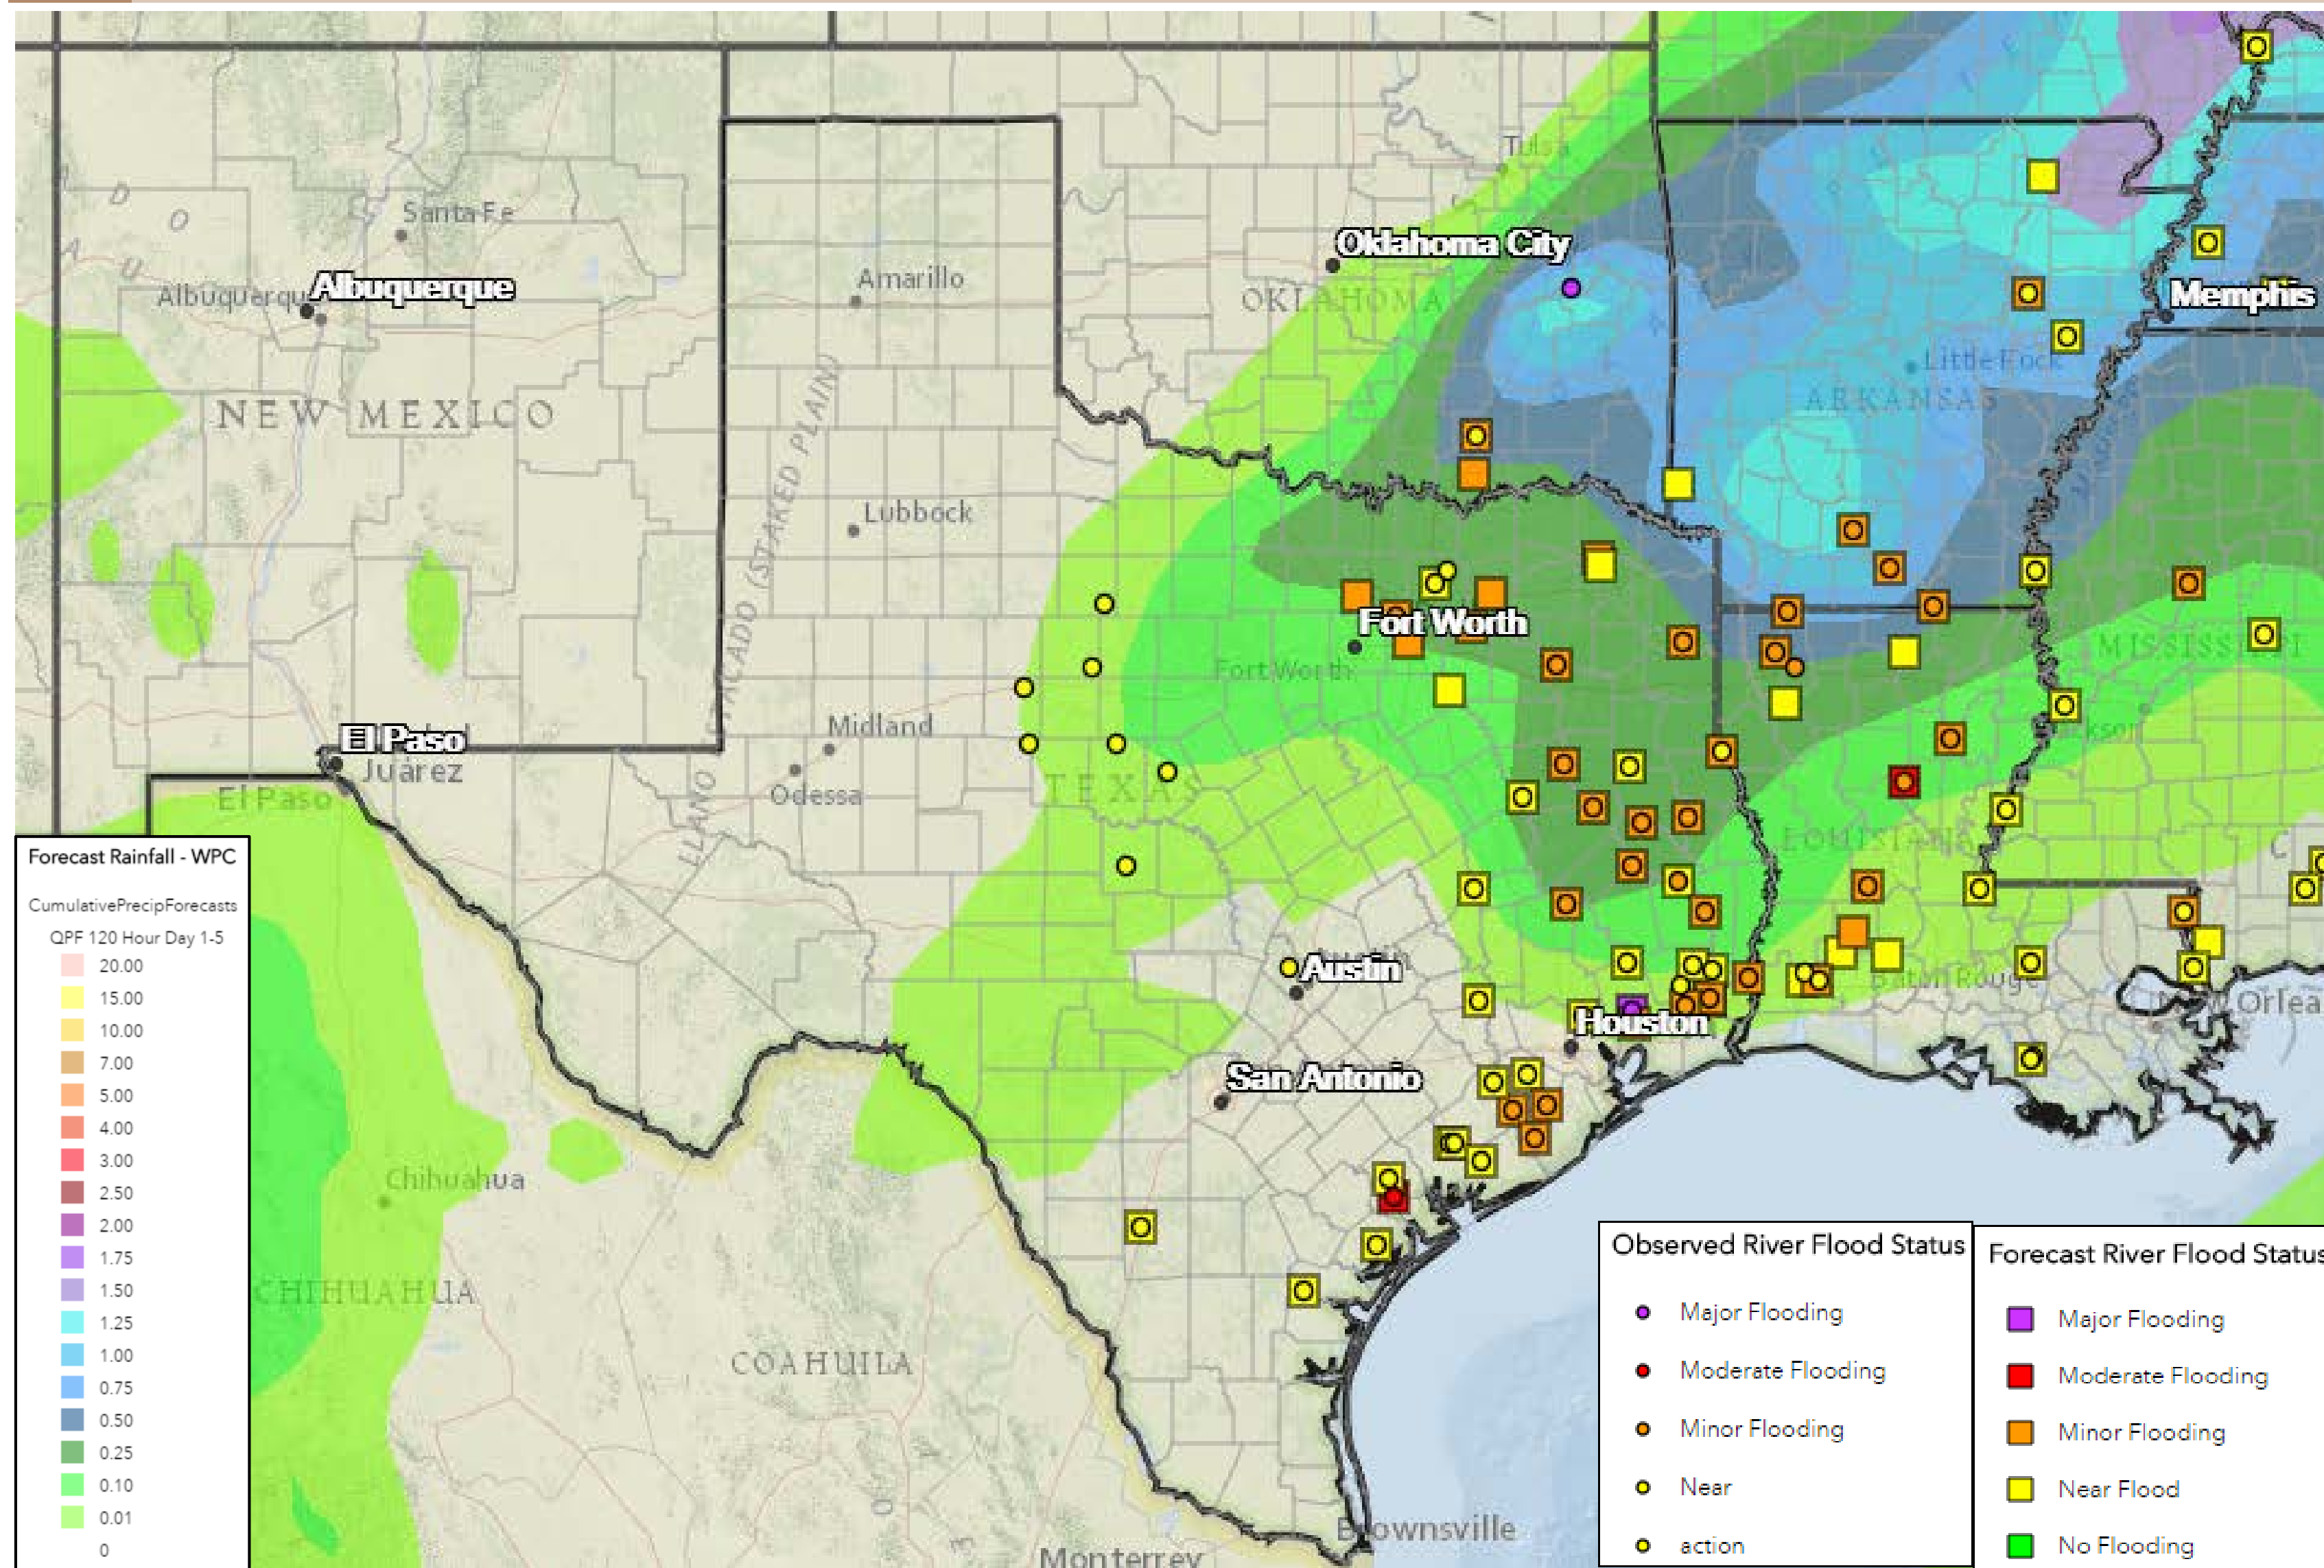 Tulsa
Santa Fe
Oklahoma City
Amarillo
Albuquerque
Albuquerqu
OKLAHOMA
Memphis
Little Rock
ARKANSAS
NEW MEXICO
LLANO ESTACADO (STAKED PLAIN)
Lubbock
Fort Worth
Fort Worth
MISSISSIPPI
Midland
El Paso
Juárez
El Paso
Odessa
TEXAS
LOUISIANA
Austin
Baton Rouge
Houston
San Antonio
Chihuahua
CHIHUAHUA
COAHUILA
Brownsville
Monterrey
Forecast Rainfall - WPC
CumulativePrecipForecasts
QPF 120 Hour Day 1-5
20.00
15.00
10.00
7.00
5.00
4.00
3.00
2.50
2.00
1.75
1.50
1.25
1.00
0.75
0.50
0.25
0.10
0.01
0
Observed River Flood Status
Major Flooding
Moderate Flooding
Minor Flooding
Near
action
Forecast River Flood Status
Major Flooding
Moderate Flooding
Minor Flooding
Near Flood
No Flooding